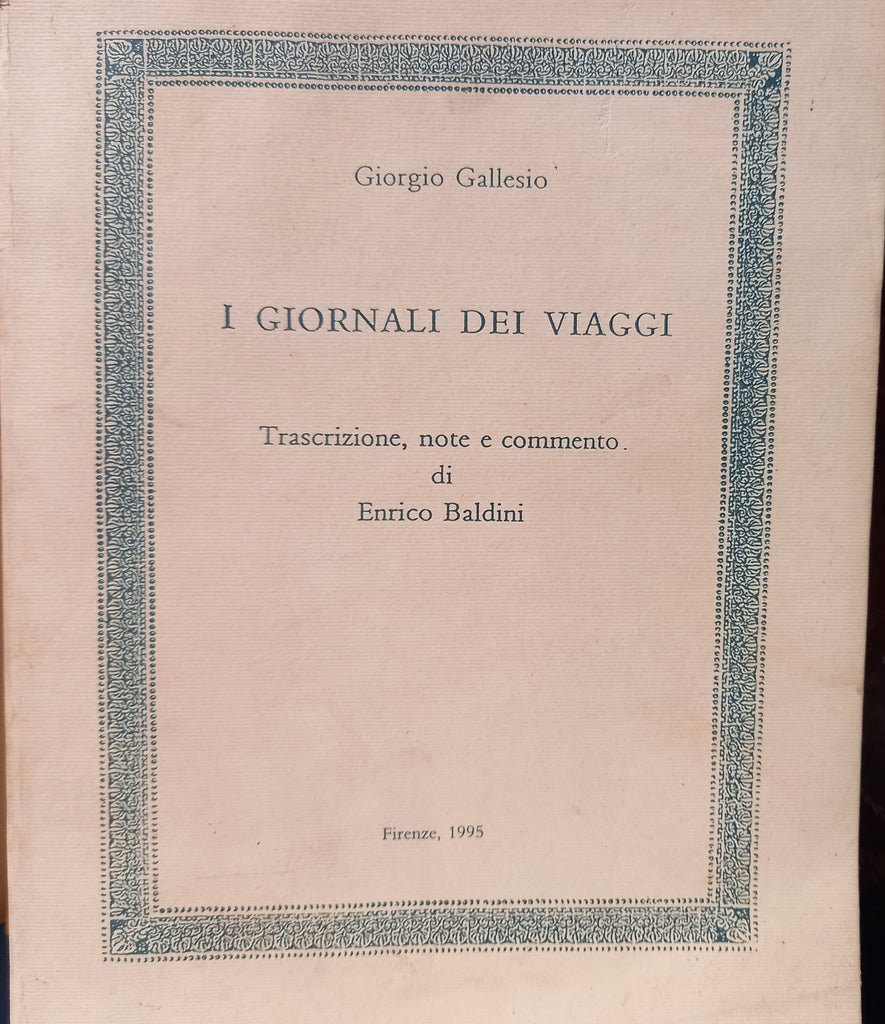 Giorgio Gallesio
I GIORNALI DEI VIAGGI
Trascrizione, note e commento
di
Enrico Baldini
Firenze, 1995